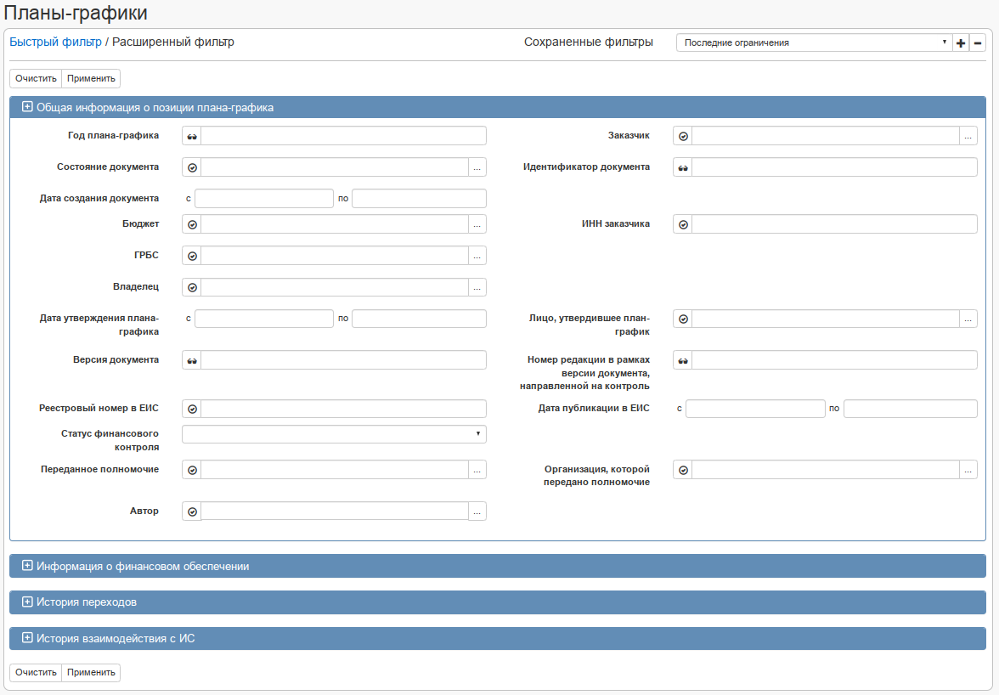 Планы-графики
Быстрый фильтр / Расширенный фильтр
Сохраненные фильтры
Последние ограничения
Очистить
Применить
Общая информация о позиции плана-графика
Год плана-графика
Заказчик
...
Состояние документа
...
Идентификатор документа
Дата создания документа
с
по
Бюджет
...
ИНН заказчика
ГРБС
...
Владелец
...
Дата утверждения плана-
графика
с
по
Лицо, утвердившее план-
график
...
Версия документа
Номер редакции в рамках
версии документа,
направленной на контроль
Реестровый номер в ЕИС
Дата публикации в ЕИС
с
по
Статус финансового
контроля
Переданное полномочие
...
Организация, которой
передано полномочие
...
Автор
...
Информация о финансовом обеспечении
История переходов
История взаимодействия с ИС
Очистить
Применить